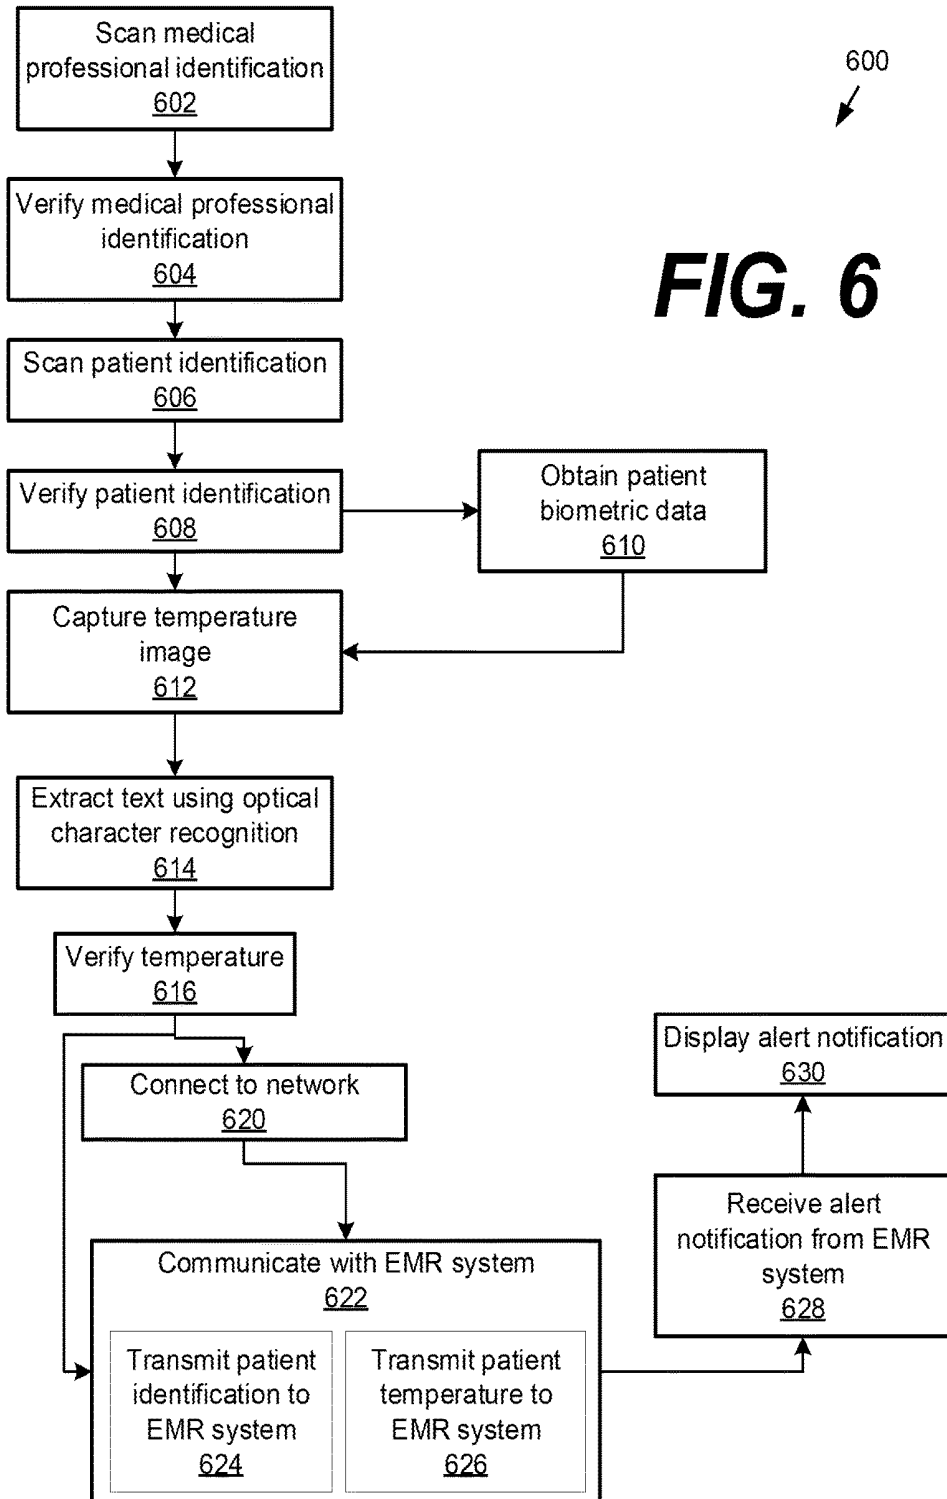 Scan medical
professional identification
602
600
Verify medical professional
identification
604
FIG. 6
Scan patient identification
606
Verify patient identification
608
Obtain patient
biometric data
610
Capture temperature
image
612
Extract text using optical
character recognition
614
Verify temperature
616
Connect to network
620
Communicate with EMR system
622
Transmit patient
identification to
EMR system
624
Transmit patient
temperature to
EMR system
626
Receive alert
notification from EMR
system
628
Display alert notification
630